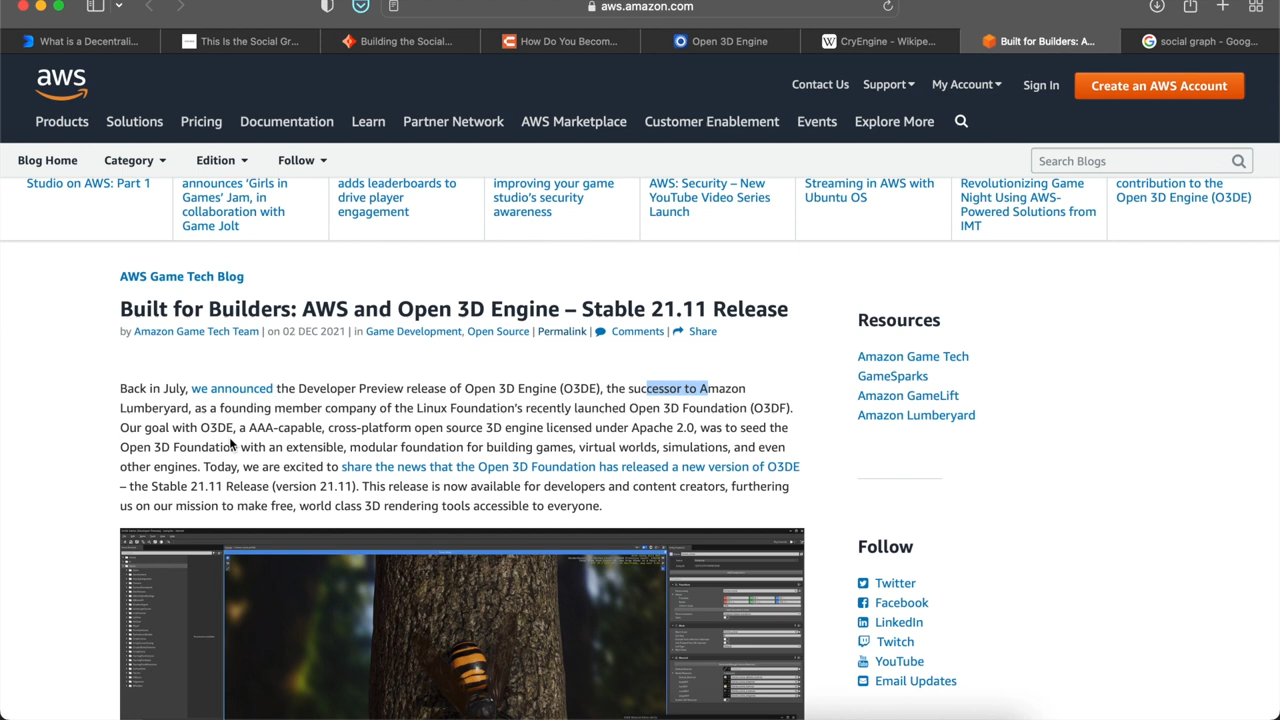 aws.amazon.com
What is a Decentrali...
This Is the Social Gr...
Building the Social...
How Do You Becom...
Open 3D Engine
CryEngine - Wikipe...
Built for Builders: A...
social graph - Goog...
aws
Contact Us
Support
My Account
Sign In
Create an AWS Account
Products
Solutions
Pricing
Documentation
Learn
Partner Network
AWS Marketplace
Customer Enablement
Events
Explore More
Blog Home
Category
Edition
Follow
Search Blogs
Studio on AWS: Part 1
announces ‘Girls in
Games’ Jam, in
collaboration with
Game Jolt
adds leaderboards to
drive player
engagement
improving your game
studio’s security
awareness
AWS: Security – New
YouTube Video Series
Launch
Streaming in AWS with
Ubuntu OS
Revolutionizing Game
Night Using AWS-
Powered Solutions from
IMT
contribution to the
Open 3D Engine (O3DE)
AWS Game Tech Blog
Built for Builders: AWS and Open 3D Engine – Stable 21.11 Release
by Amazon Game Tech Team | on 02 DEC 2021 | in Game Development, Open Source | Permalink | Comments | Share
Back in July, we announced the Developer Preview release of Open 3D Engine (O3DE), the successor to Amazon
Lumberyard, as a founding member company of the Linux Foundation’s recently launched Open 3D Foundation (O3DF).
Our goal with O3DE, a AAA-capable, cross-platform open source 3D engine licensed under Apache 2.0, was to seed the
Open 3D Foundation with an extensible, modular foundation for building games, virtual worlds, simulations, and even
other engines. Today, we are excited to share the news that the Open 3D Foundation has released a new version of O3DE
– the Stable 21.11 Release (version 21.11). This release is now available for developers and content creators, furthering
us on our mission to make free, world class 3D rendering tools accessible to everyone.
Resources
Amazon Game Tech
GameSparks
Amazon GameLift
Amazon Lumberyard
Follow
Twitter
Facebook
LinkedIn
Twitch
YouTube
Email Updates